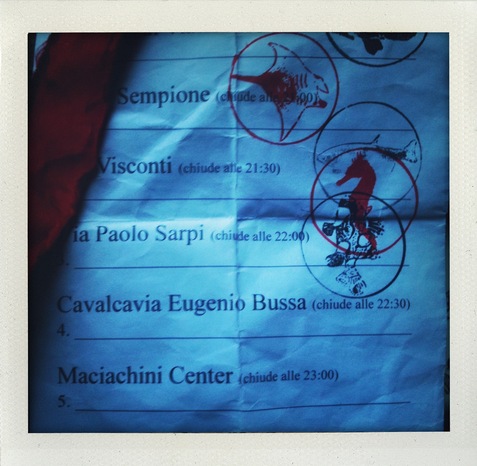 Sempione (chiude alle
Visconti (chiude alle 21:30)
Via Paolo Sarpi (chiude alle 22:00)
Cavalcavia Eugenio Bussa (chiude alle 22:30)
4.
Maciachini Center (chiude alle 23:00)
5.